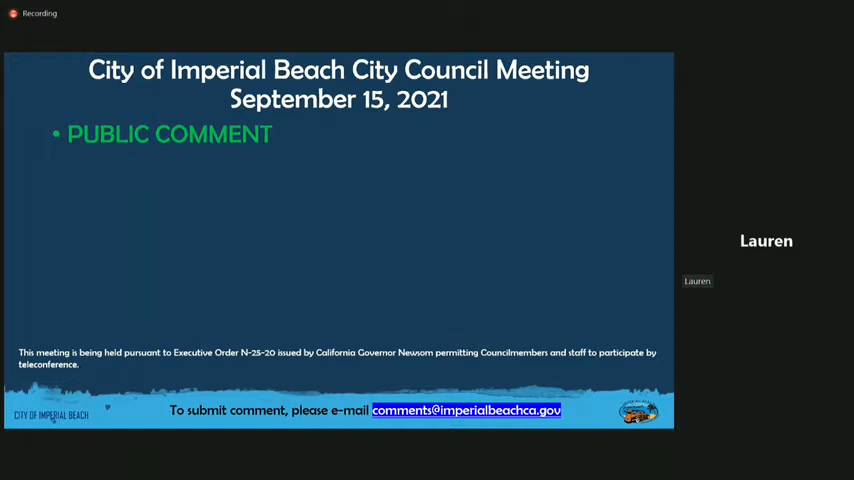 Recording
City of Imperial Beach City Council Meeting
September 15, 2021
• PUBLIC COMMENT
Lauren
Lauren
This meeting is being held pursuant to Executive Order N-25-20 issued by California Governor Newsom permitting Councilmembers and staff to participate by
teleconference.
To submit comment, please e-mail comments@imperialbeachca.gov
CITY OF IMPERIAL BEACH